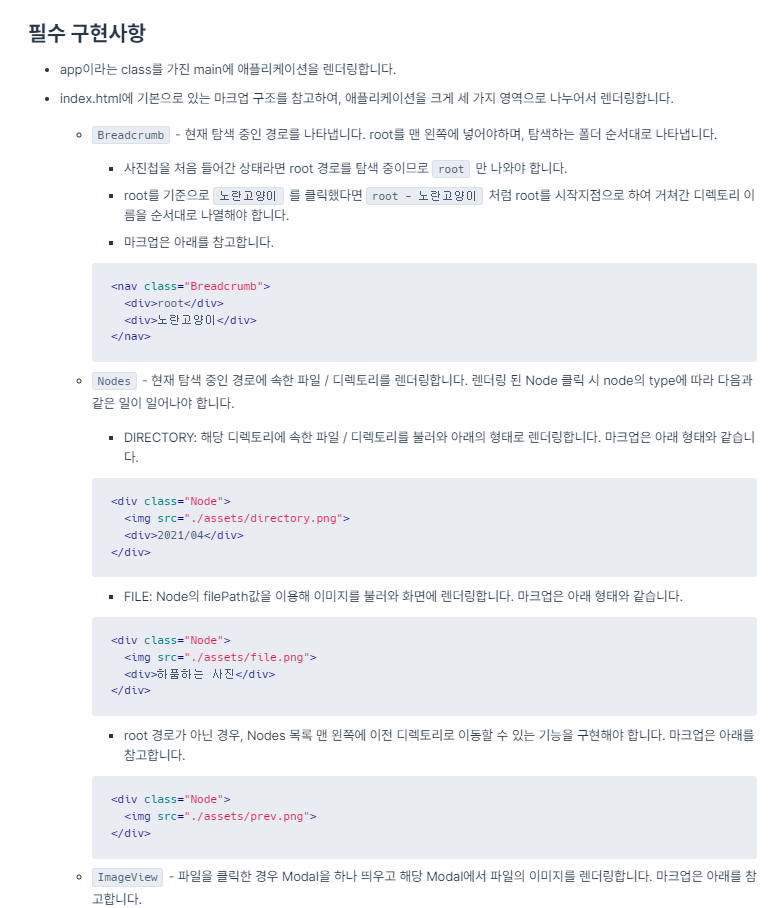 필수 구현사항
app이라는 class를 가진 main에 애플리케이션을 렌더링합니다.
index.html에 기본으로 있는 마크업 구조를 참고하여, 애플리케이션을 크게 세 가지 영역으로 나누어서 렌더링합니다.
Breadcrumb - 현재 탐색 중인 경로를 나타냅니다. root를 맨 왼쪽에 넣어야하며, 탐색하는 폴더 순서대로 나타냅니다.
사진첩을 처음 들어간 상태라면 root 경로를 탐색 중이므로 root 만 나와야 합니다.
root를 기준으로 노란고양이 를 클릭했다면 root - 노란고양이 처럼 root를 시작지점으로 하여 거쳐간 디렉토리 이
름을 순서대로 나열해야 합니다.
마크업은 아래를 참고합니다.
<nav class="Breadcrumb">
  <div>root</div>
  <div>노란고양이</div>
</nav>
Nodes - 현재 탐색 중인 경로에 속한 파일 / 디렉토리를 렌더링합니다. 렌더링 된 Node 클릭 시 node의 type에 따라 다음과
같은 일이 일어나야 합니다.
DIRECTORY: 해당 디렉토리에 속한 파일 / 디렉토리를 불러와 아래의 형태로 렌더링합니다. 마크업은 아래 형태와 같습니
다.
<div class="Node">
  <img src="./assets/directory.png">
  <div>2021/04</div>
</div>
FILE: Node의 filePath값을 이용해 이미지를 불러와 화면에 렌더링합니다. 마크업은 아래 형태와 같습니다.
<div class="Node">
  <img src="./assets/file.png">
  <div>하품하는 사진</div>
</div>
root 경로가 아닌 경우, Nodes 목록 맨 왼쪽에 이전 디렉토리로 이동할 수 있는 기능을 구현해야 합니다. 마크업은 아래를
참고합니다.
<div class="Node">
  <img src="./assets/prev.png">
</div>
ImageView - 파일을 클릭한 경우 Modal을 하나 띄우고 해당 Modal에서 파일의 이미지를 렌더링합니다. 마크업은 아래를 참
고합니다.